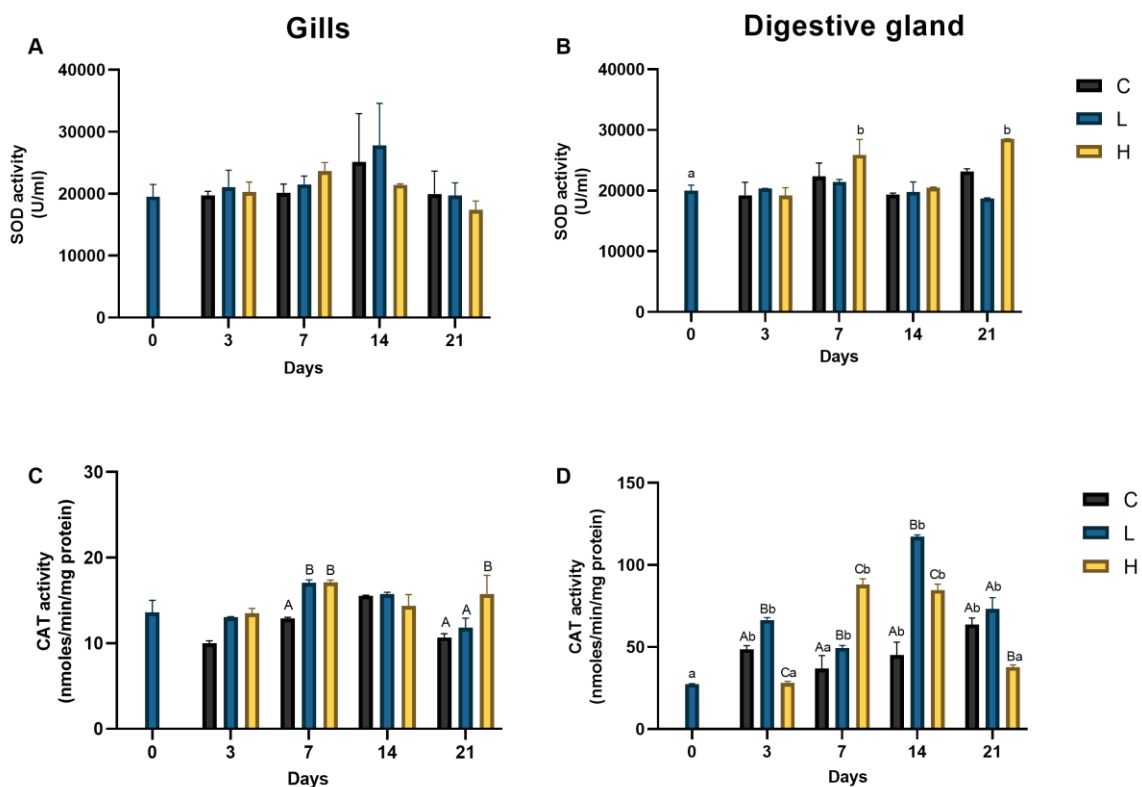 Gills
Digestive gland
A
SOD activity
(U/ml)
40000
30000
20000
10000
0
0 3 7 14 21
Days
B
SOD activity
(U/ml)
40000
30000
20000
10000
0
a
b
b
0 3 7 14 21
Days
C
L
H
C
CAT activity
(nmoles/min/mg protein)
30
20
10
0
A B B
A A B
0 3 7 14 21
Days
D
CAT activity
(nmoles/min/mg protein)
150
100
50
0
a
Ab Bb Ca
Aa Bb Cb
Ab Bb Cb
Ab Ab Ba
0 3 7 14 21
Days
C
L
H